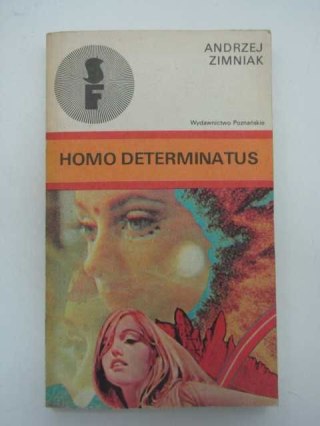 SF
ANDRZEJ
ZIMNIAK
Wydawnictwo Poznańskie
HOMO DETERMINATUS